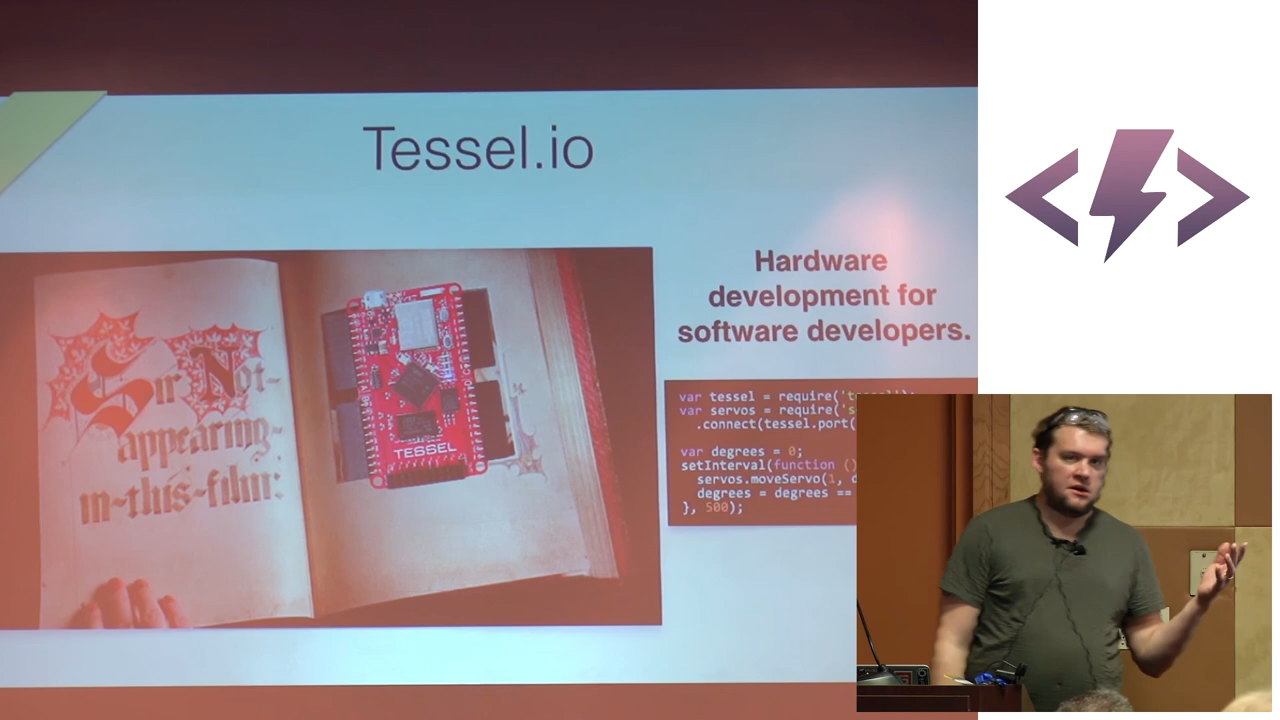 Tessel.io
Sir Not-
appearing-
in-this-film:
TESSEL
Hardware
development for
software developers.
var tessel = require('tessel');
var servos = require('s
.connect(tessel.port(
var degrees = 0;
setInterval(function ()
servos.moveServo(1, d
degrees = degrees ==
}, 500);